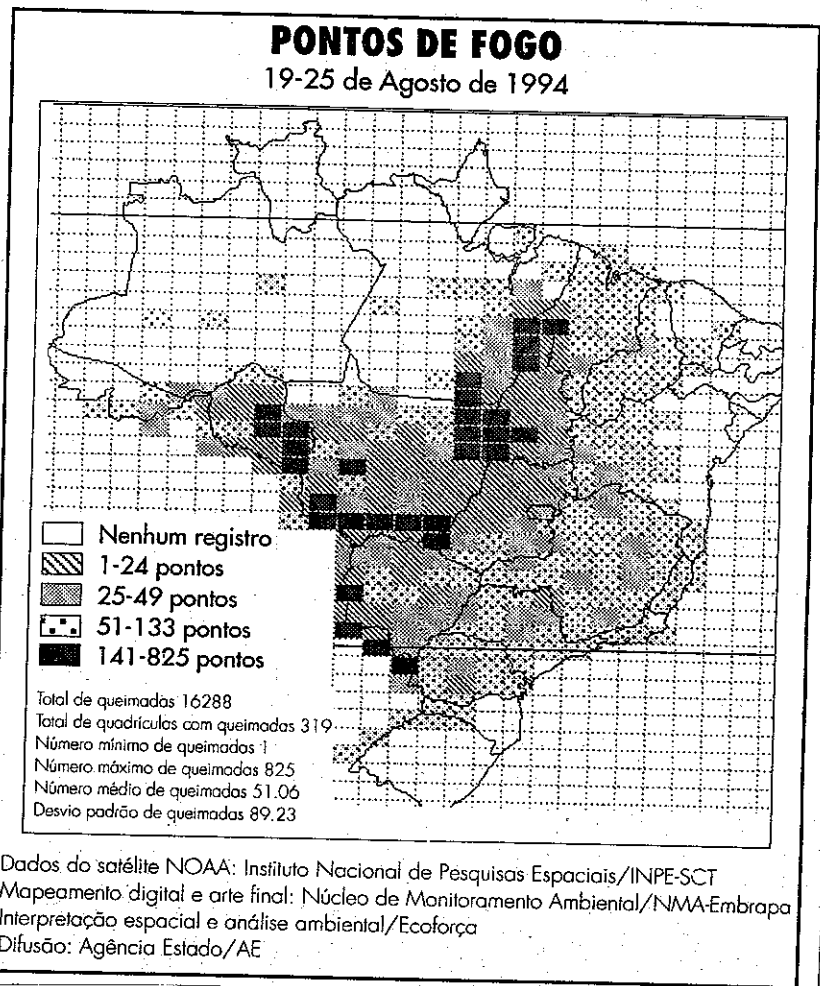 PONTOS DE FOGO
19-25 de Agosto de 1994
Nenhum registro
1-24 pontos
25-49 pontos
51-133 pontos
141-825 pontos
Total de queimadas 16288
Total de quadrículas com queimadas 319
Número mínimo de queimadas 1
Número máximo de queimadas 825
Número médio de queimadas 51.06
Desvio padrão de queimadas 89.23
Dados do satélite NOAA: Instituto Nacional de Pesquisas Espaciais/INPE-SCT
Mapeamento digital e arte final: Núcleo de Monitoramento Ambiental/NMA-Embrapa
Interpretação espacial e análise ambiental/Ecoforça
Difusão: Agência Estado/AE